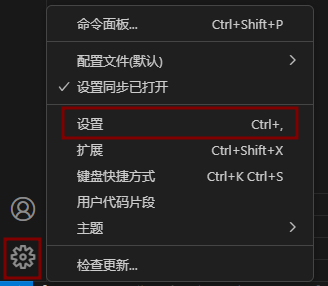 命令面板... Ctrl+Shift+P
配置文件(默认)
设置同步已打开
设置 Ctrl+,
扩展 Ctrl+Shift+X
键盘快捷方式 Ctrl+K Ctrl+S
用户代码片段
主题
检查更新...